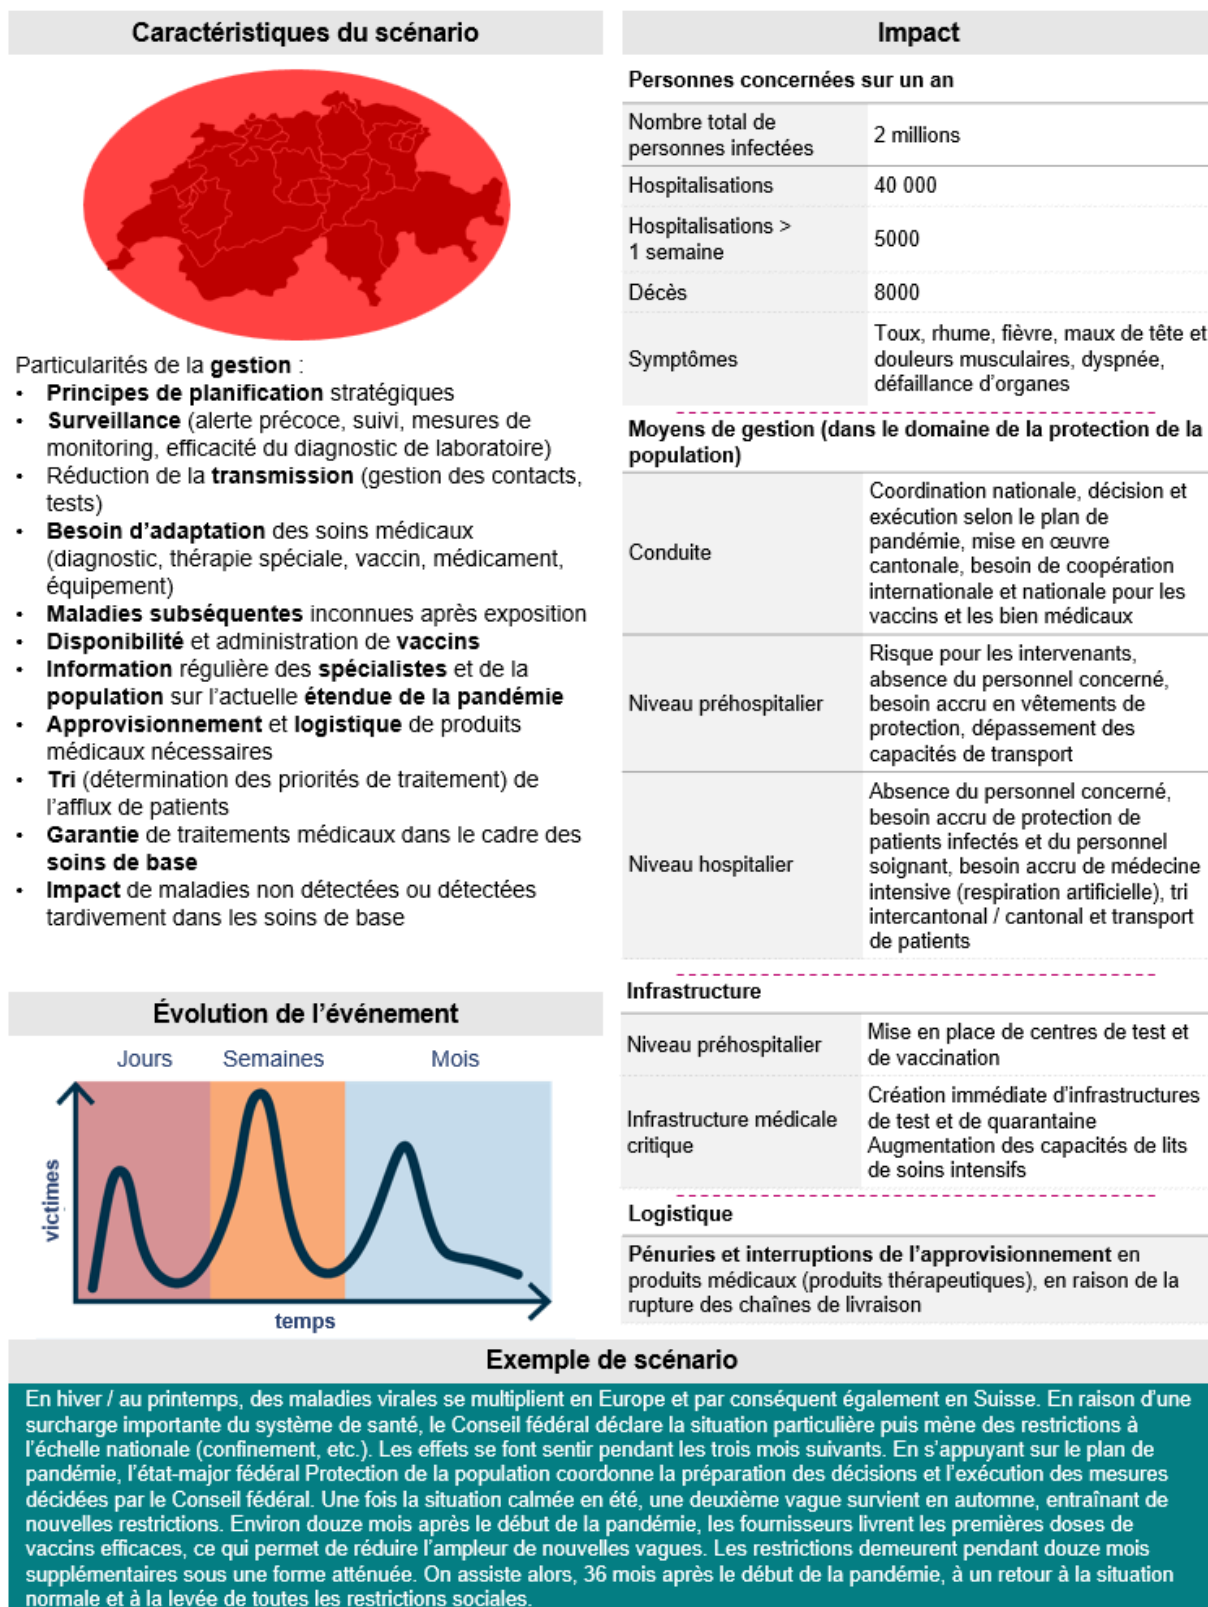 Caractéristiques du scénario
Particularités de la gestion :
• Principes de planification stratégiques
• Surveillance (alerte précoce, suivi, mesures de
monitoring, efficacité du diagnostic de laboratoire)
• Réduction de la transmission (gestion des contacts,
tests)
• Besoin d’adaptation des soins médicaux
(diagnostic, thérapie spéciale, vaccin, médicament,
équipement)
• Maladies subséquentes inconnues après exposition
• Disponibilité et administration de vaccins
• Information régulière des spécialistes et de la
population sur l’actuelle étendue de la pandémie
• Approvisionnement et logistique de produits
médicaux nécessaires
• Tri (détermination des priorités de traitement) de
l’afflux de patients
• Garantie de traitements médicaux dans le cadre des
soins de base
• Impact de maladies non détectées ou détectées
tardivement dans les soins de base
Évolution de l’événement
Jours Semaines Mois
victimes
temps
Impact
Personnes concernées sur un an
Nombre total de
personnes infectées
2 millions
Hospitalisations
40 000
Hospitalisations >
1 semaine
5000
Décès
8000
Symptômes
Toux, rhume, fièvre, maux de tête et
douleurs musculaires, dyspnée,
défaillance d’organes
Moyens de gestion (dans le domaine de la protection de la
population)
Conduite
Coordination nationale, décision et
exécution selon le plan de
pandémie, mise en œuvre
cantonale, besoin de coopération
internationale et nationale pour les
vaccins et les bien médicaux
Niveau préhospitalier
Risque pour les intervenants,
absence du personnel concerné,
besoin accru en vêtements de
protection, dépassement des
capacités de transport
Niveau hospitalier
Absence du personnel concerné,
besoin accru de protection de
patients infectés et du personnel
soignant, besoin accru de médecine
intensive (respiration artificielle), tri
intercantonal / cantonal et transport
de patients
Infrastructure
Niveau préhospitalier
Mise en place de centres de test et
de vaccination
Infrastructure médicale
critique
Création immédiate d’infrastructures
de test et de quarantaine
Augmentation des capacités de lits
de soins intensifs
Logistique
Pénuries et interruptions de l’approvisionnement en
produits médicaux (produits thérapeutiques), en raison de la
rupture des chaînes de livraison
Exemple de scénario
En hiver / au printemps, des maladies virales se multiplient en Europe et par conséquent également en Suisse. En raison d’une
surcharge importante du système de santé, le Conseil fédéral déclare la situation particulière puis mène des restrictions à
l’échelle nationale (confinement, etc.). Les effets se font sentir pendant les trois mois suivants. En s’appuyant sur le plan de
pandémie, l’état-major fédéral Protection de la population coordonne la préparation des décisions et l’exécution des mesures
décidées par le Conseil fédéral. Une fois la situation calmée en été, une deuxième vague survient en automne, entraînant de
nouvelles restrictions. Environ douze mois après le début de la pandémie, les fournisseurs livrent les premières doses de
vaccins efficaces, ce qui permet de réduire l’ampleur de nouvelles vagues. Les restrictions demeurent pendant douze mois
supplémentaires sous une forme atténuée. On assiste alors, 36 mois après le début de la pandémie, à un retour à la situation
normale et à la levée de toutes les restrictions sociales.